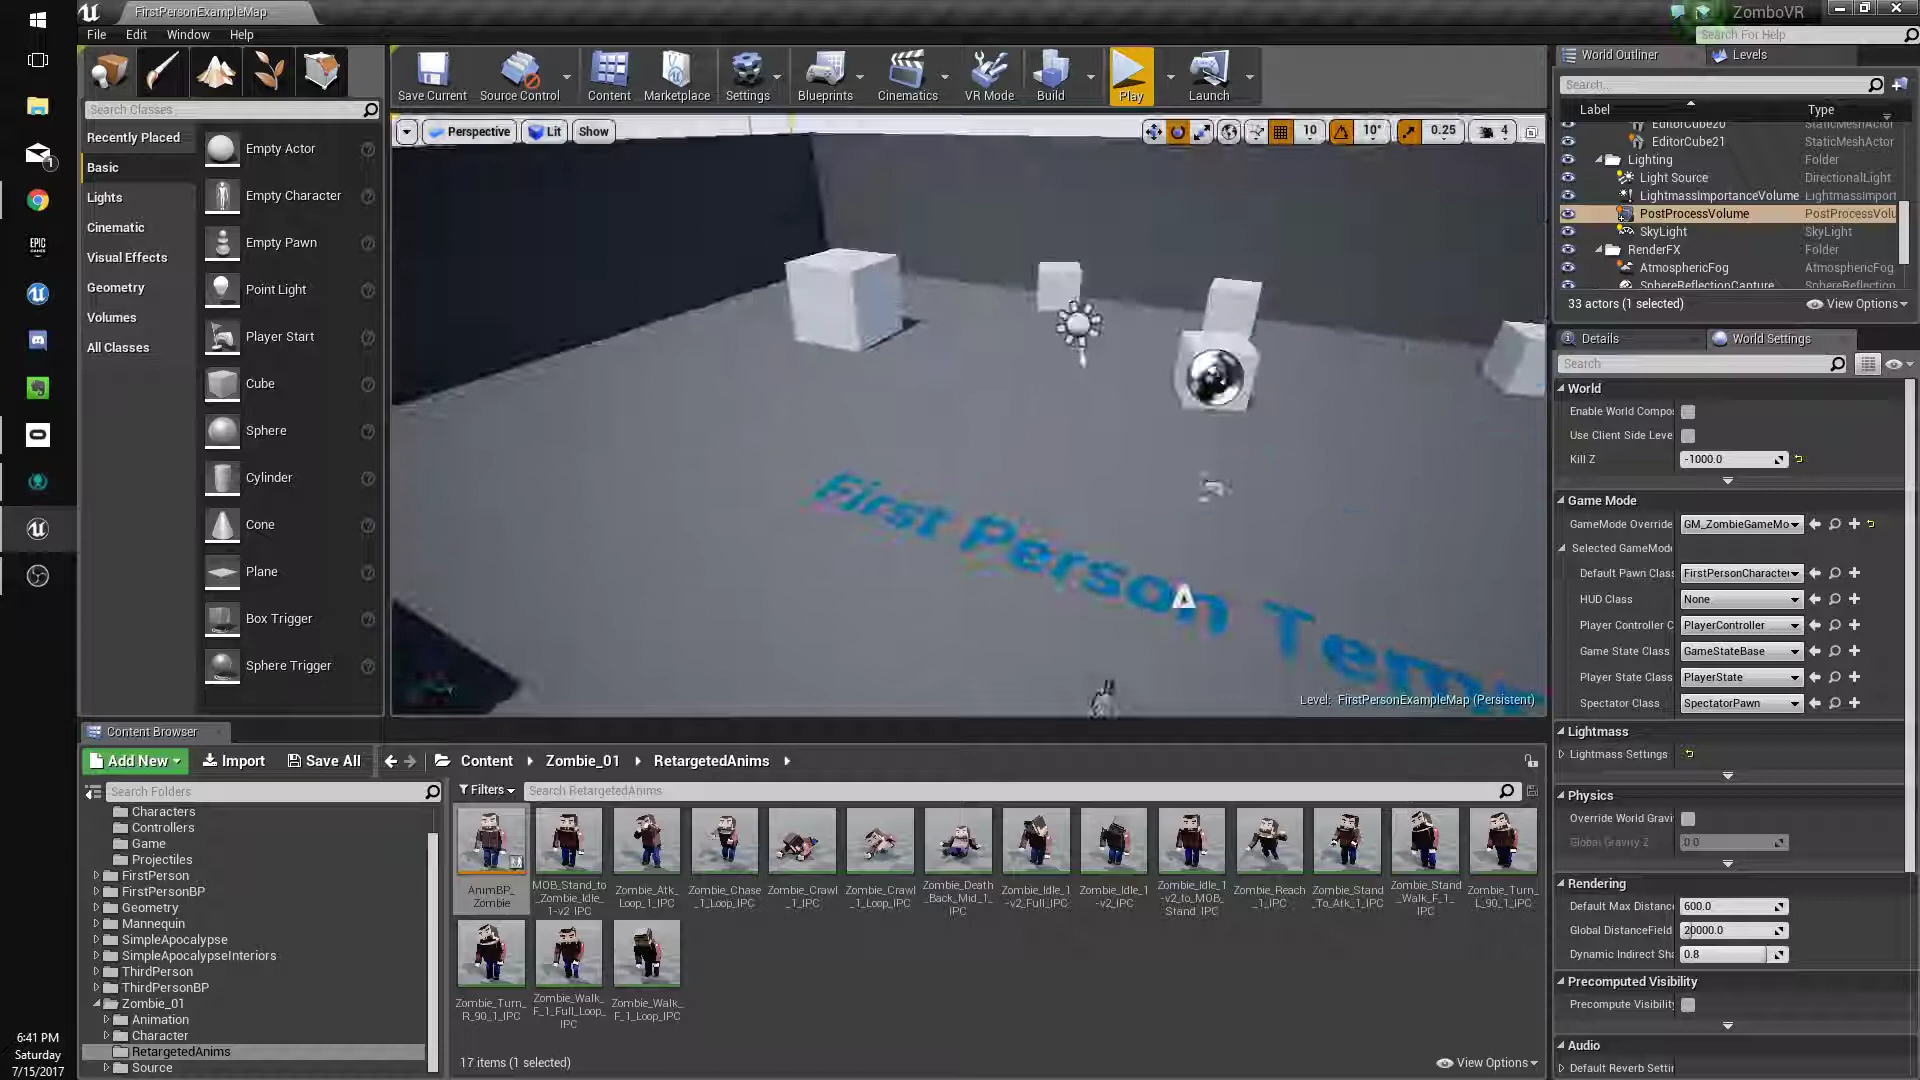 FirstPersonExampleMap
ZomboVR
File Edit Window Help
Search For Help
Save Current
Source Control
Content
Marketplace
Settings
Blueprints
Cinematics
VR Mode
Build
Play
Launch
World Outliner
Levels
Search Classes
Search...
Label
Type
Recently Placed
Basic
Lights
Cinematic
Visual Effects
Geometry
Volumes
All Classes
Empty Actor
Empty Character
Empty Pawn
Point Light
Player Start
Cube
Sphere
Cylinder
Cone
Plane
Box Trigger
Sphere Trigger
Perspective
Lit
Show
10
10°
0.25
4
EditorCube20 StaticMeshActor
EditorCube21 StaticMeshActor
Lighting Folder
Light Source DirectionalLight
LightmassImportanceVolume LightmassImport
PostProcessVolume PostProcessVolu
SkyLight SkyLight
RenderFX Folder
AtmosphericFog AtmosphericFog
SphereReflectionCapture SphereReflection
33 actors (1 selected)
View Options
First Person Tem
Level: FirstPersonExampleMap (Persistent)
Details
World Settings
Search
World
Enable World Compo
Use Client Side Leve
Kill Z -1000.0
Game Mode
GameMode Override GM_ZombieGameMo
Selected GameMode
Default Pawn Class FirstPersonCharacter
HUD Class None
Player Controller C PlayerController
Game State Class GameStateBase
Player State Class PlayerState
Spectator Class SpectatorPawn
Lightmass
Lightmass Settings
Physics
Override World Gravi
Global Gravity Z 0.0
Rendering
Default Max Distanc 600.0
Global DistanceField 20000.0
Dynamic Indirect Sha 0.8
Precomputed Visibility
Precompute Visibility
Audio
Default Reverb Settin
Content Browser
Add New
Import
Save All
Content
Zombie_01
RetargetedAnims
Search Folders
Filters
Search RetargetedAnims
Characters
Controllers
Game
Projectiles
FirstPerson
FirstPersonBP
Geometry
Mannequin
SimpleApocalypse
SimpleApocalypseInteriors
ThirdPerson
ThirdPersonBP
Zombie_01
Animation
Character
RetargetedAnims
Source
AnimBP_
Zombie
MOB_Stand_to
_Zombie_Idle_
1-v2_IPC
Zombie_Atk_
Loop_1_IPC
Zombie_Chase
_1_Loop_IPC
Zombie_Crawl
_1_IPC
Zombie_Crawl
_1_Loop_IPC
Zombie_Death
_Back_Mid_1_
IPC
Zombie_Idle_1
-v2_Full_IPC
Zombie_Idle_1
-v2_IPC
Zombie_Idle_1
-v2_to_MOB_
Stand_IPC
Zombie_Reach
_1_IPC
Zombie_Stand
_To_Atk_1_IPC
Zombie_Stand
_Walk_F_1_
IPC
Zombie_Turn_
L_90_1_IPC
Zombie_Turn_
R_90_1_IPC
Zombie_Walk_
F_1_Full_Loop_
IPC
Zombie_Walk_
F_1_Loop_IPC
17 items (1 selected)
View Options
1
EPIC
GAMES
6:41 PM
Saturday
7/15/2017